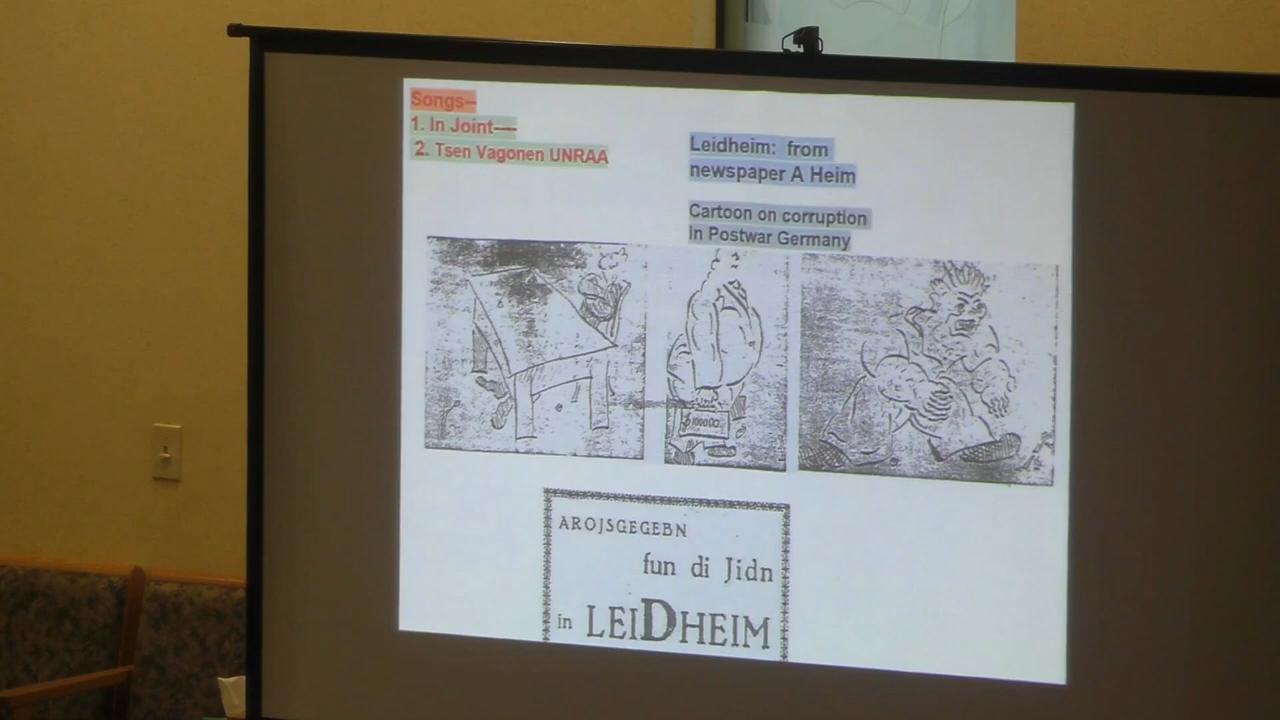 Songs--
1. In Joint----
2. Tsen Vagonen UNRAA
Leidheim: from
newspaper A Heim
Cartoon on corruption
in Postwar Germany
AROJSGEGEBN
fun di Jidn
in LEIDHEIM